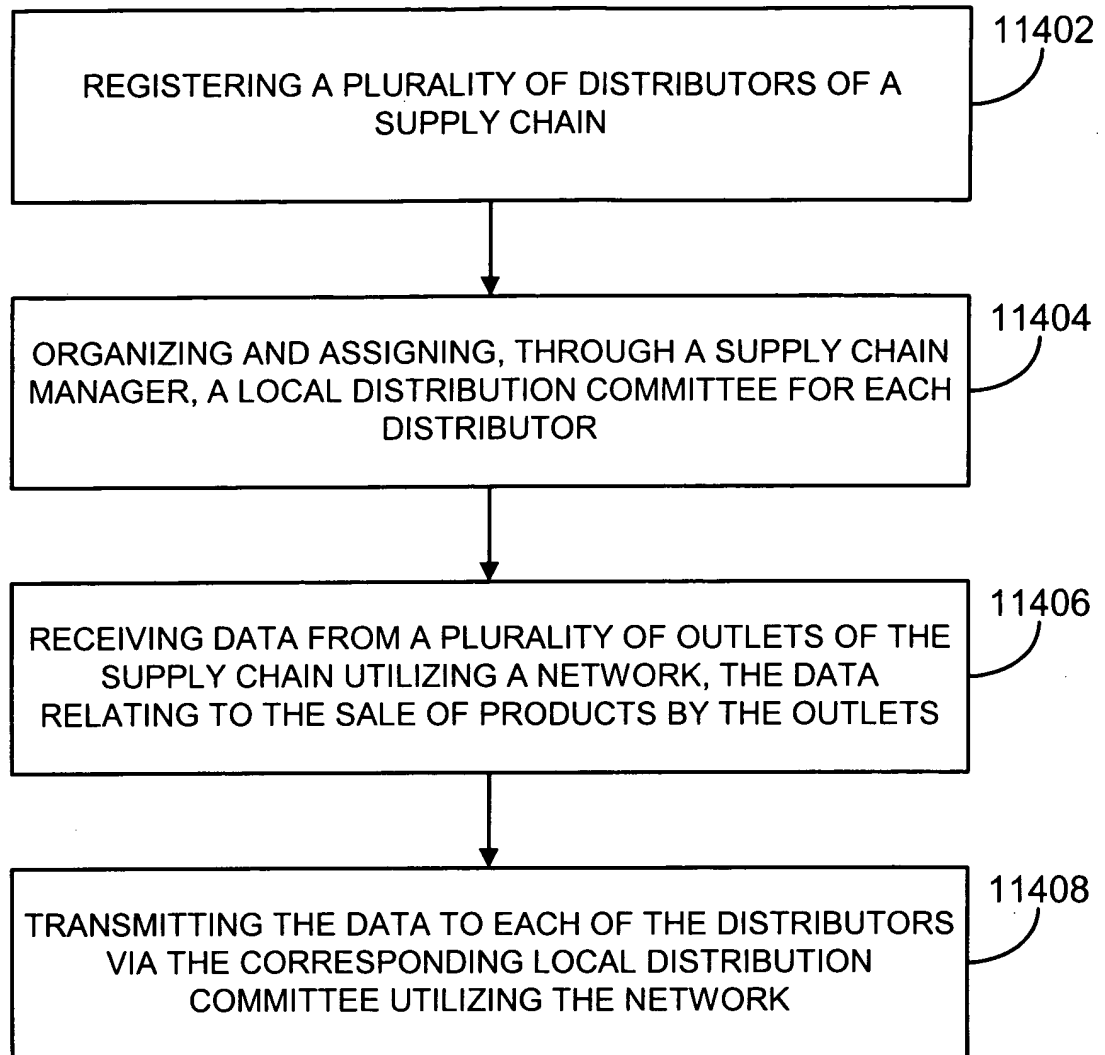 11402
REGISTERING A PLURALITY OF DISTRIBUTORS OF A
SUPPLY CHAIN
11404
ORGANIZING AND ASSIGNING, THROUGH A SUPPLY CHAIN
MANAGER, A LOCAL DISTRIBUTION COMMITTEE FOR EACH
DISTRIBUTOR
11406
RECEIVING DATA FROM A PLURALITY OF OUTLETS OF THE
SUPPLY CHAIN UTILIZING A NETWORK, THE DATA
RELATING TO THE SALE OF PRODUCTS BY THE OUTLETS
11408
TRANSMITTING THE DATA TO EACH OF THE DISTRIBUTORS
VIA THE CORRESPONDING LOCAL DISTRIBUTION
COMMITTEE UTILIZING THE NETWORK